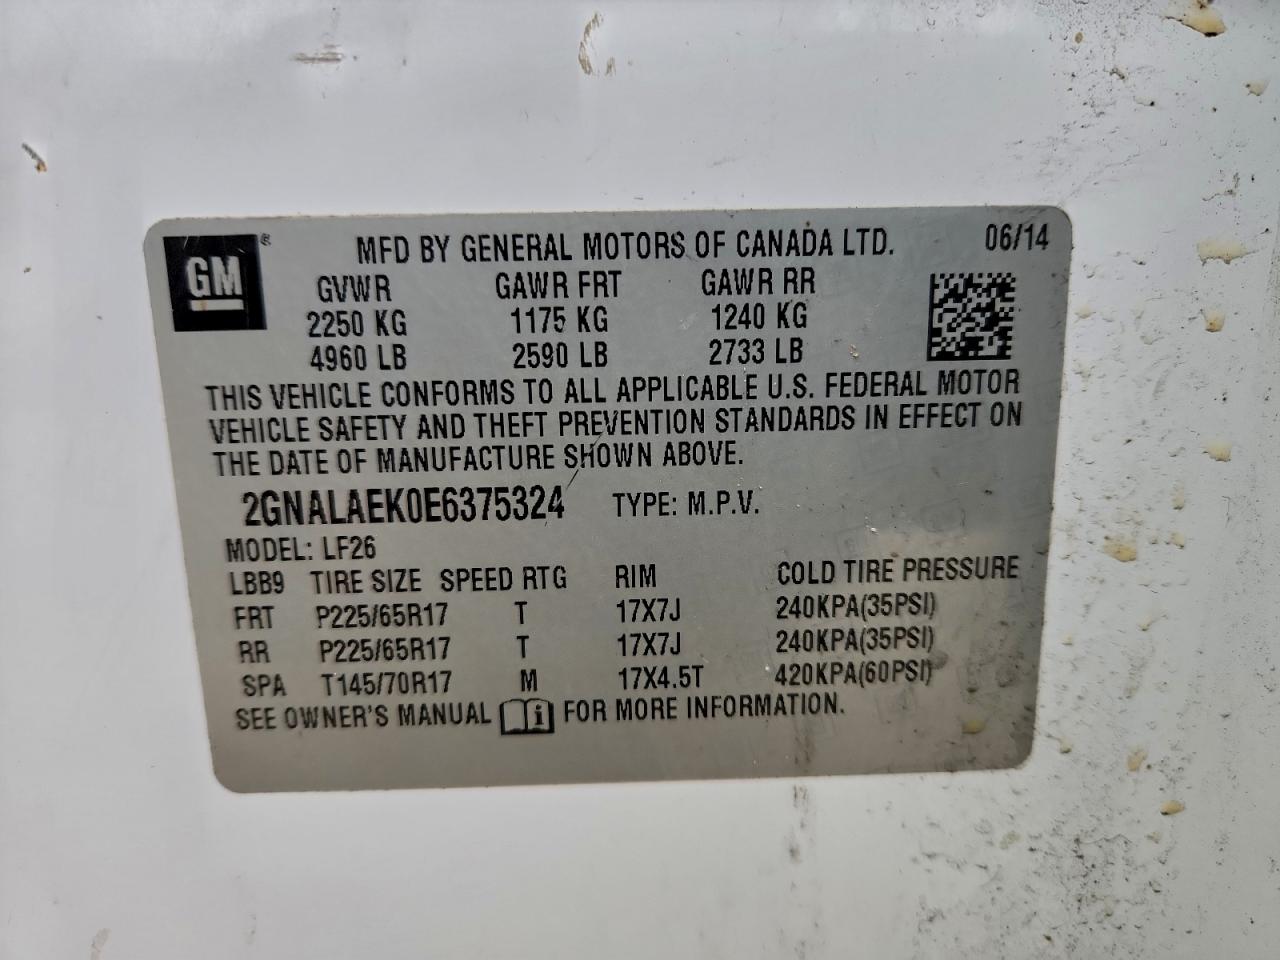 GM ®
MFD BY GENERAL MOTORS OF CANADA LTD. 06/14
GVWR GAWR FRT GAWR RR
2250 KG 1175 KG 1240 KG
4960 LB 2590 LB 2733 LB
THIS VEHICLE CONFORMS TO ALL APPLICABLE U.S. FEDERAL MOTOR
VEHICLE SAFETY AND THEFT PREVENTION STANDARDS IN EFFECT ON
THE DATE OF MANUFACTURE SHOWN ABOVE.
2GNALAEK0E6375324 TYPE: M.P.V.
MODEL: LF26
LBB9 TIRE SIZE SPEED RTG RIM COLD TIRE PRESSURE
FRT P225/65R17 T 17X7J 240KPA(35PSI)
RR P225/65R17 T 17X7J 240KPA(35PSI)
SPA T145/70R17 M 17X4.5T 420KPA(60PSI)
SEE OWNER'S MANUAL i FOR MORE INFORMATION.